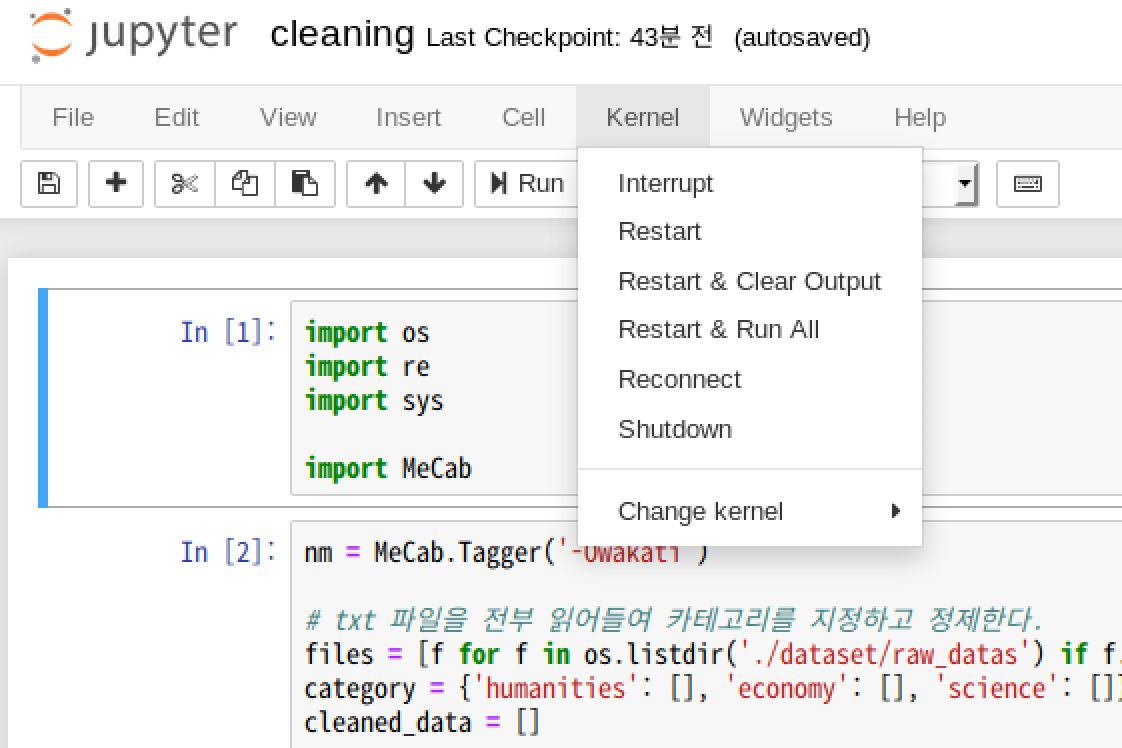 jupyter cleaning Last Checkpoint: 43분 전 (autosaved)
File Edit View Insert Cell Kernel Widgets Help
Run
Interrupt
Restart
Restart & Clear Output
Restart & Run All
Reconnect
Shutdown
Change kernel
In [1]:
import os
import re
import sys
import MeCab
In [2]:
nm = MeCab.Tagger('-Owakati')
# txt 파일을 전부 읽어들여 카테고리를 지정하고 정제한다.
files = [f for f in os.listdir('./dataset/raw_datas') if f.
category = {'humanities': [], 'economy': [], 'science': []}
cleaned_data = []